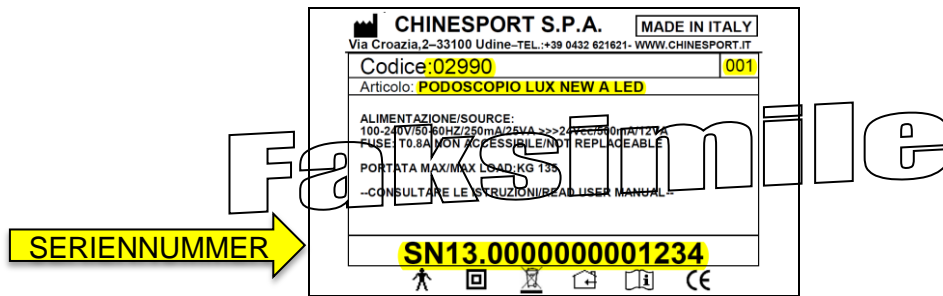 CHINESPORT S.P.A. MADE IN ITALY
Via Croazia,2–33100 Udine–TEL.:+39 0432 621621- WWW.CHINESPORT.IT
Codice:02990 001
Articolo: PODOSCOPIO LUX NEW A LED
ALIMENTAZIONE/SOURCE:
100-240V/50-60HZ/250mA/25VA >>>24Vcc/500mA/12VA
FUSE: T0.8A NON ACCESSIBILE/NOT REPLACEABLE
Faksimile
PORTATA MAX/MAX LOAD:KG 135
--CONSULTARE LE ISTRUZIONI/READ USER MANUAL--
SERIENNUMMER
SN13.0000000001234
CE